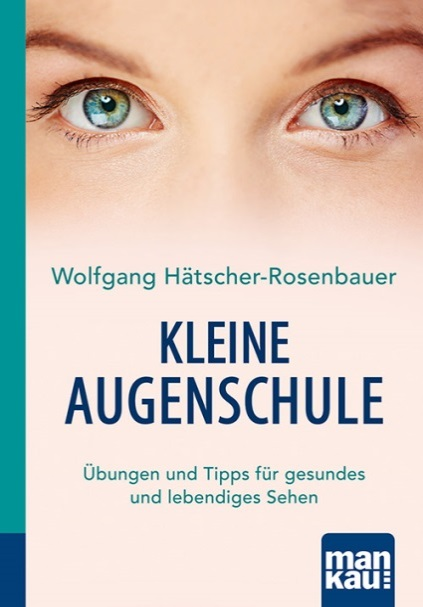 Wolfgang Hätscher-Rosenbauer
KLEINE
AUGENSCHULE
Übungen und Tipps für gesundes
und lebendiges Sehen
man
kau